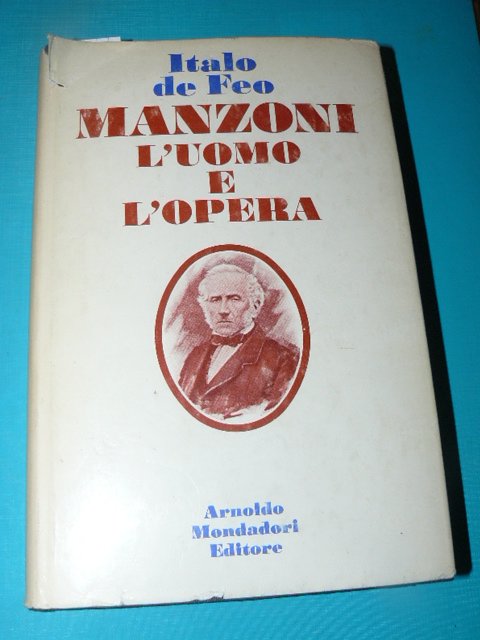 Italo
de Feo
MANZONI
L'UOMO
E
L'OPERA
Arnoldo
Mondadori
Editore